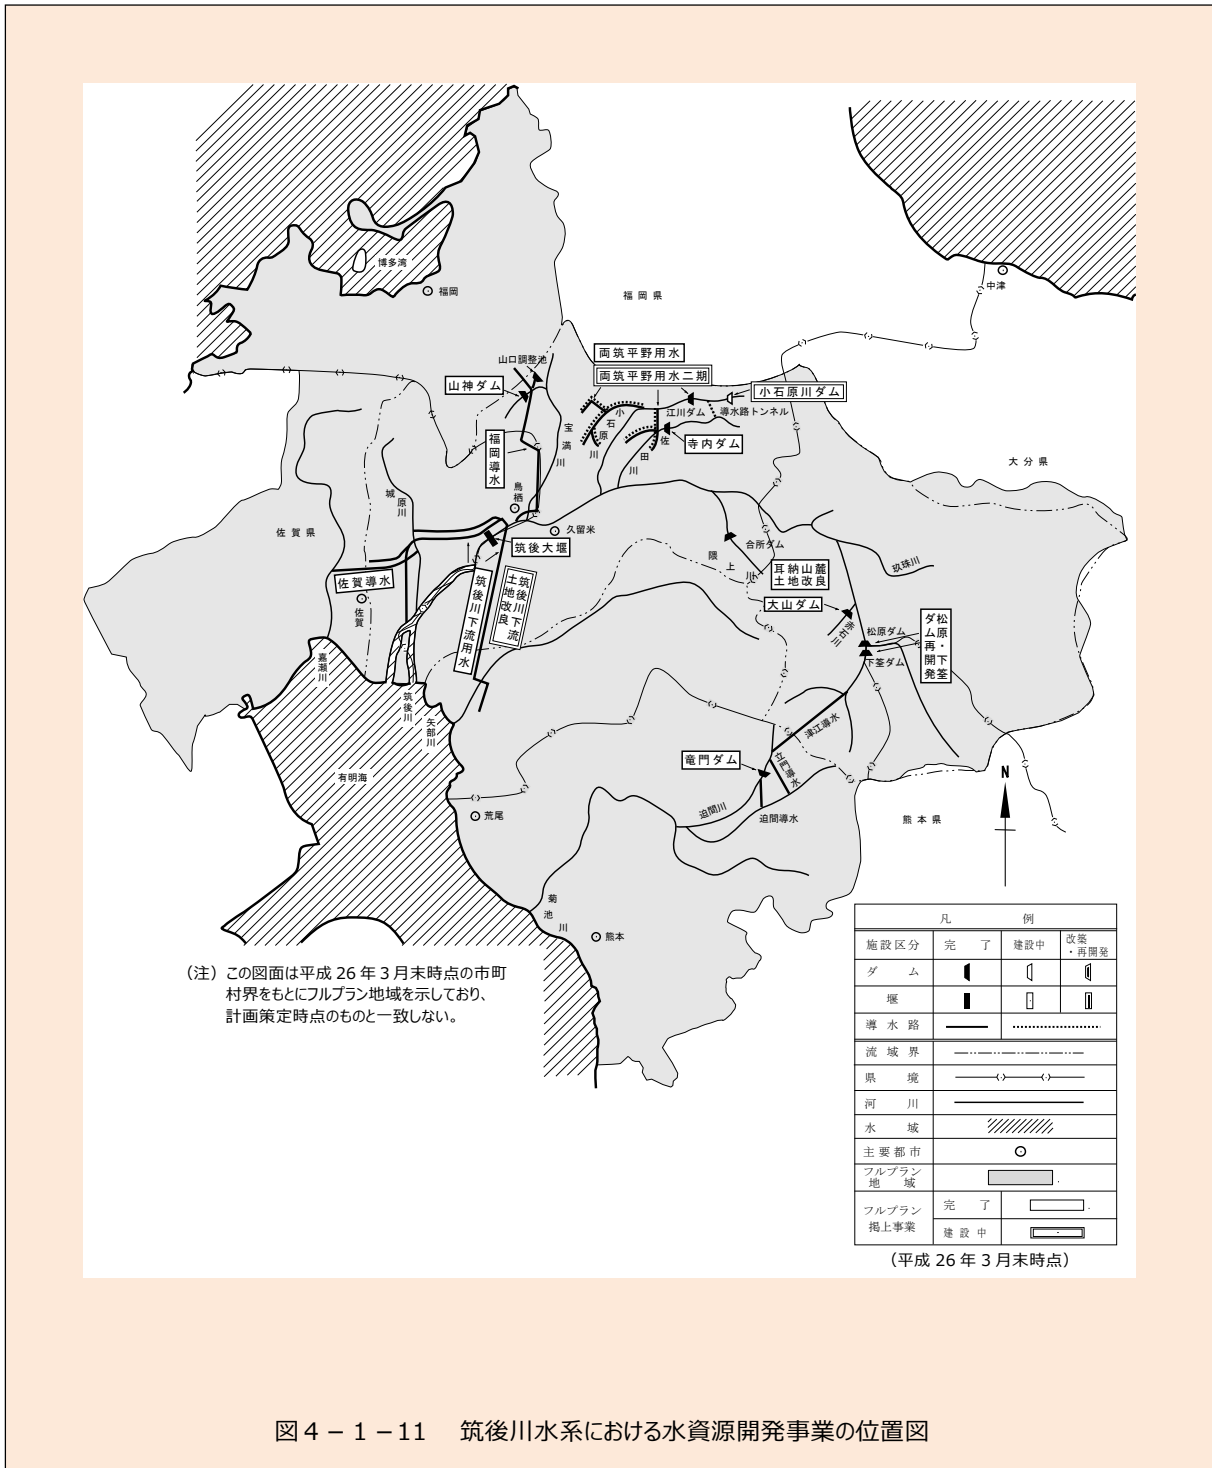 博多湾
福岡
福岡県
中津
山口調整池
両筑平野用水
両筑平野用水二期
山神ダム
小石原川ダム
江川ダム
導水路トンネル
小石原川
宝満川
佐田川
寺内ダム
福岡導水
大分県
鳥栖
城原川
佐賀県
久留米
筑後大堰
合所ダム
隈上川
耳納山麓
土地改良
玖珠川
佐賀導水
佐賀
筑後川下流用水
筑後川下流
土地改良
大山ダム
赤石川
松原ダム
下筌ダム
松原・下筌
ダム再開発
嘉瀬川
筑後川
矢部川
津江導水
立門導水
竜門ダム
有明海
荒尾
迫間川
迫間導水
熊本県
N
菊池川
熊本
(注) この図面は平成 26 年 3 月末時点の市町
村界をもとにフルプラン地域を示しており、
計画策定時点のものと一致しない。
凡 例
施設区分 完 了 建設中 改築・再開発
ダ ム
堰
導 水 路
流 域 界
県 境
河 川
水 域
主要都市
フルプラン
地 域
フルプラン
掲上事業
完 了
建 設 中
(平成 26 年 3 月末時点)
図 4 － 1 －11 筑後川水系における水資源開発事業の位置図